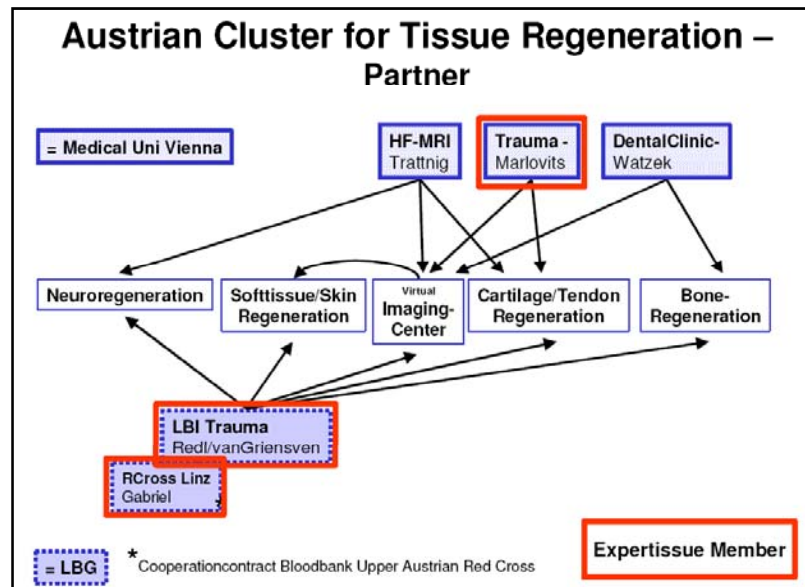 Austrian Cluster for Tissue Regeneration –
Partner
= Medical Uni Vienna
HF-MRI
Trattnig
Trauma -
Marlovits
DentalClinic-
Watzek
Neuroregeneration
Softtissue/Skin
Regeneration
Virtual
Imaging-
Center
Cartilage/Tendon
Regeneration
Bone-
Regeneration
LBI Trauma
Redl/vanGriensven
RCross Linz
Gabriel
*
= LBG
*Cooperationcontract Bloodbank Upper Austrian Red Cross
Expertissue Member